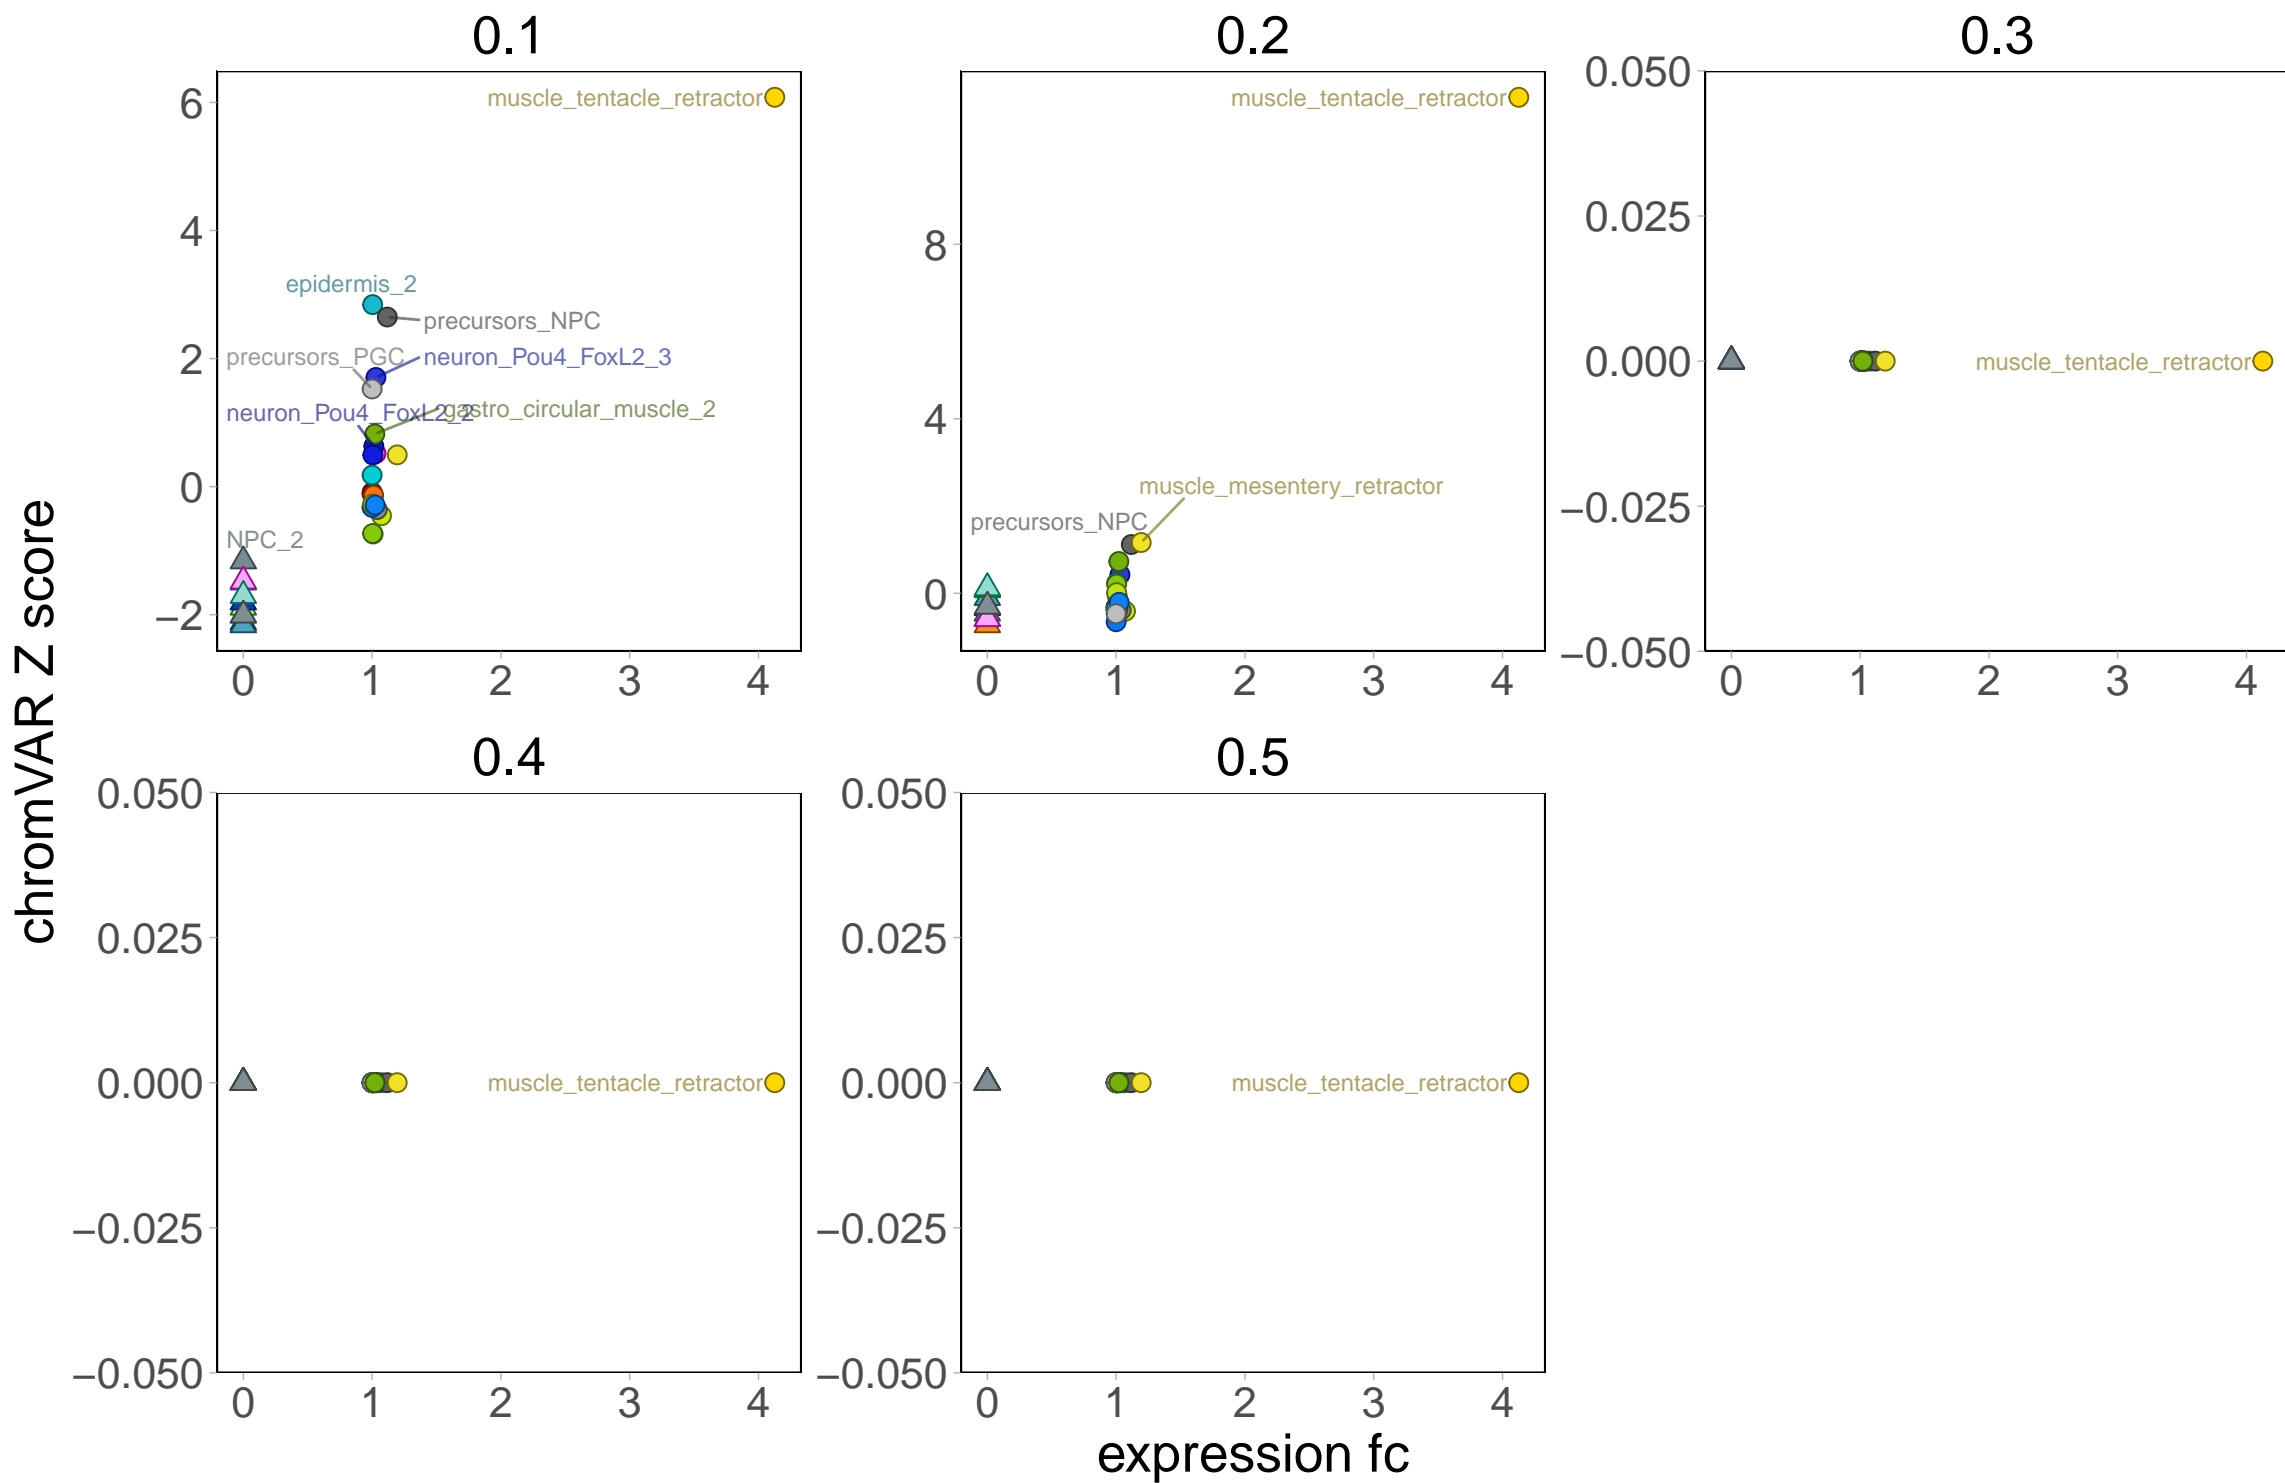 0.1
0.2
0.3
6
4
2
0
−2
muscle_tentacle_retractor
epidermis_2
precursors_NPC
precursors_PGC
neuron_Pou4_FoxL2_3
neuron_Pou4_FoxL2_2
gastro_circular_muscle_2
NPC_2
0 1 2 3 4
8
4
0
muscle_tentacle_retractor
muscle_mesentery_retractor
precursors_NPC
0 1 2 3 4
0.050
0.025
0.000
−0.025
−0.050
muscle_tentacle_retractor
0 1 2 3 4
chromVAR Z score
0.4
0.5
0.050
0.025
0.000
−0.025
−0.050
muscle_tentacle_retractor
0 1 2 3 4
0.050
0.025
0.000
−0.025
−0.050
muscle_tentacle_retractor
0 1 2 3 4
expression fc